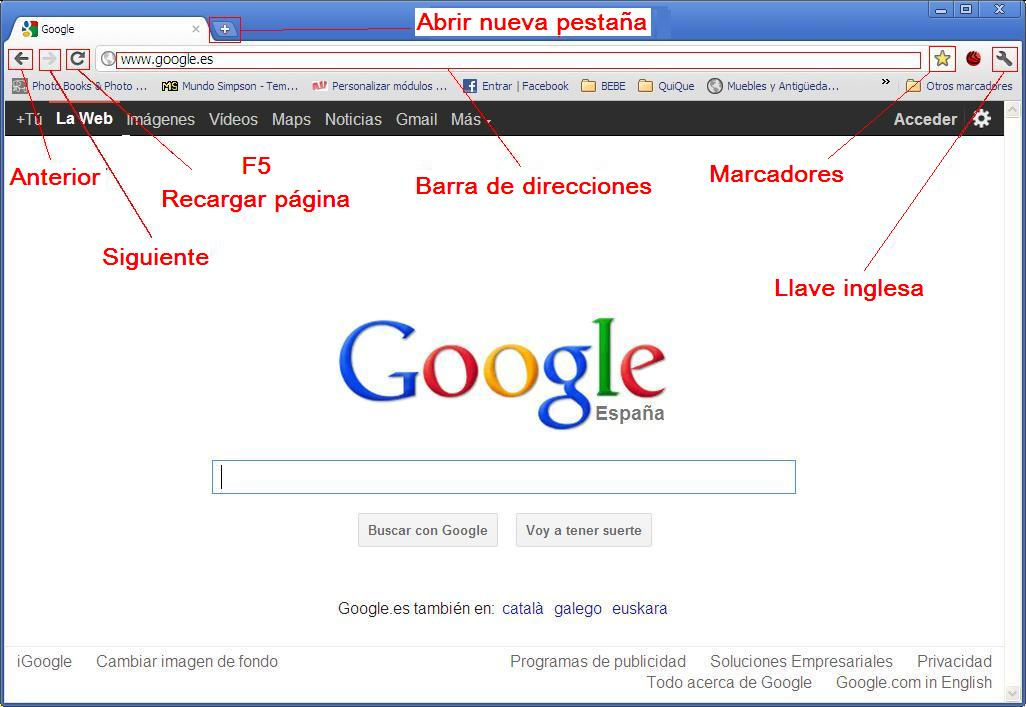 Abrir nueva pestaña
Google
www.google.es
Photo Books & Photo ...
Mundo Simpson - Tem...
Personalizar módulos ...
Entrar | Facebook
BEBE
QuiQue
Muebles y Antigüeda...
»
Otros marcadores
+Tú La Web Imágenes Vídeos Maps Noticias Gmail Más
Acceder
Anterior
F5
Recargar página
Barra de direcciones
Marcadores
Siguiente
Llave inglesa
Google
España
Buscar con Google
Voy a tener suerte
Google.es también en: català galego euskara
iGoogle Cambiar imagen de fondo
Programas de publicidad Soluciones Empresariales Privacidad
Todo acerca de Google Google.com in English